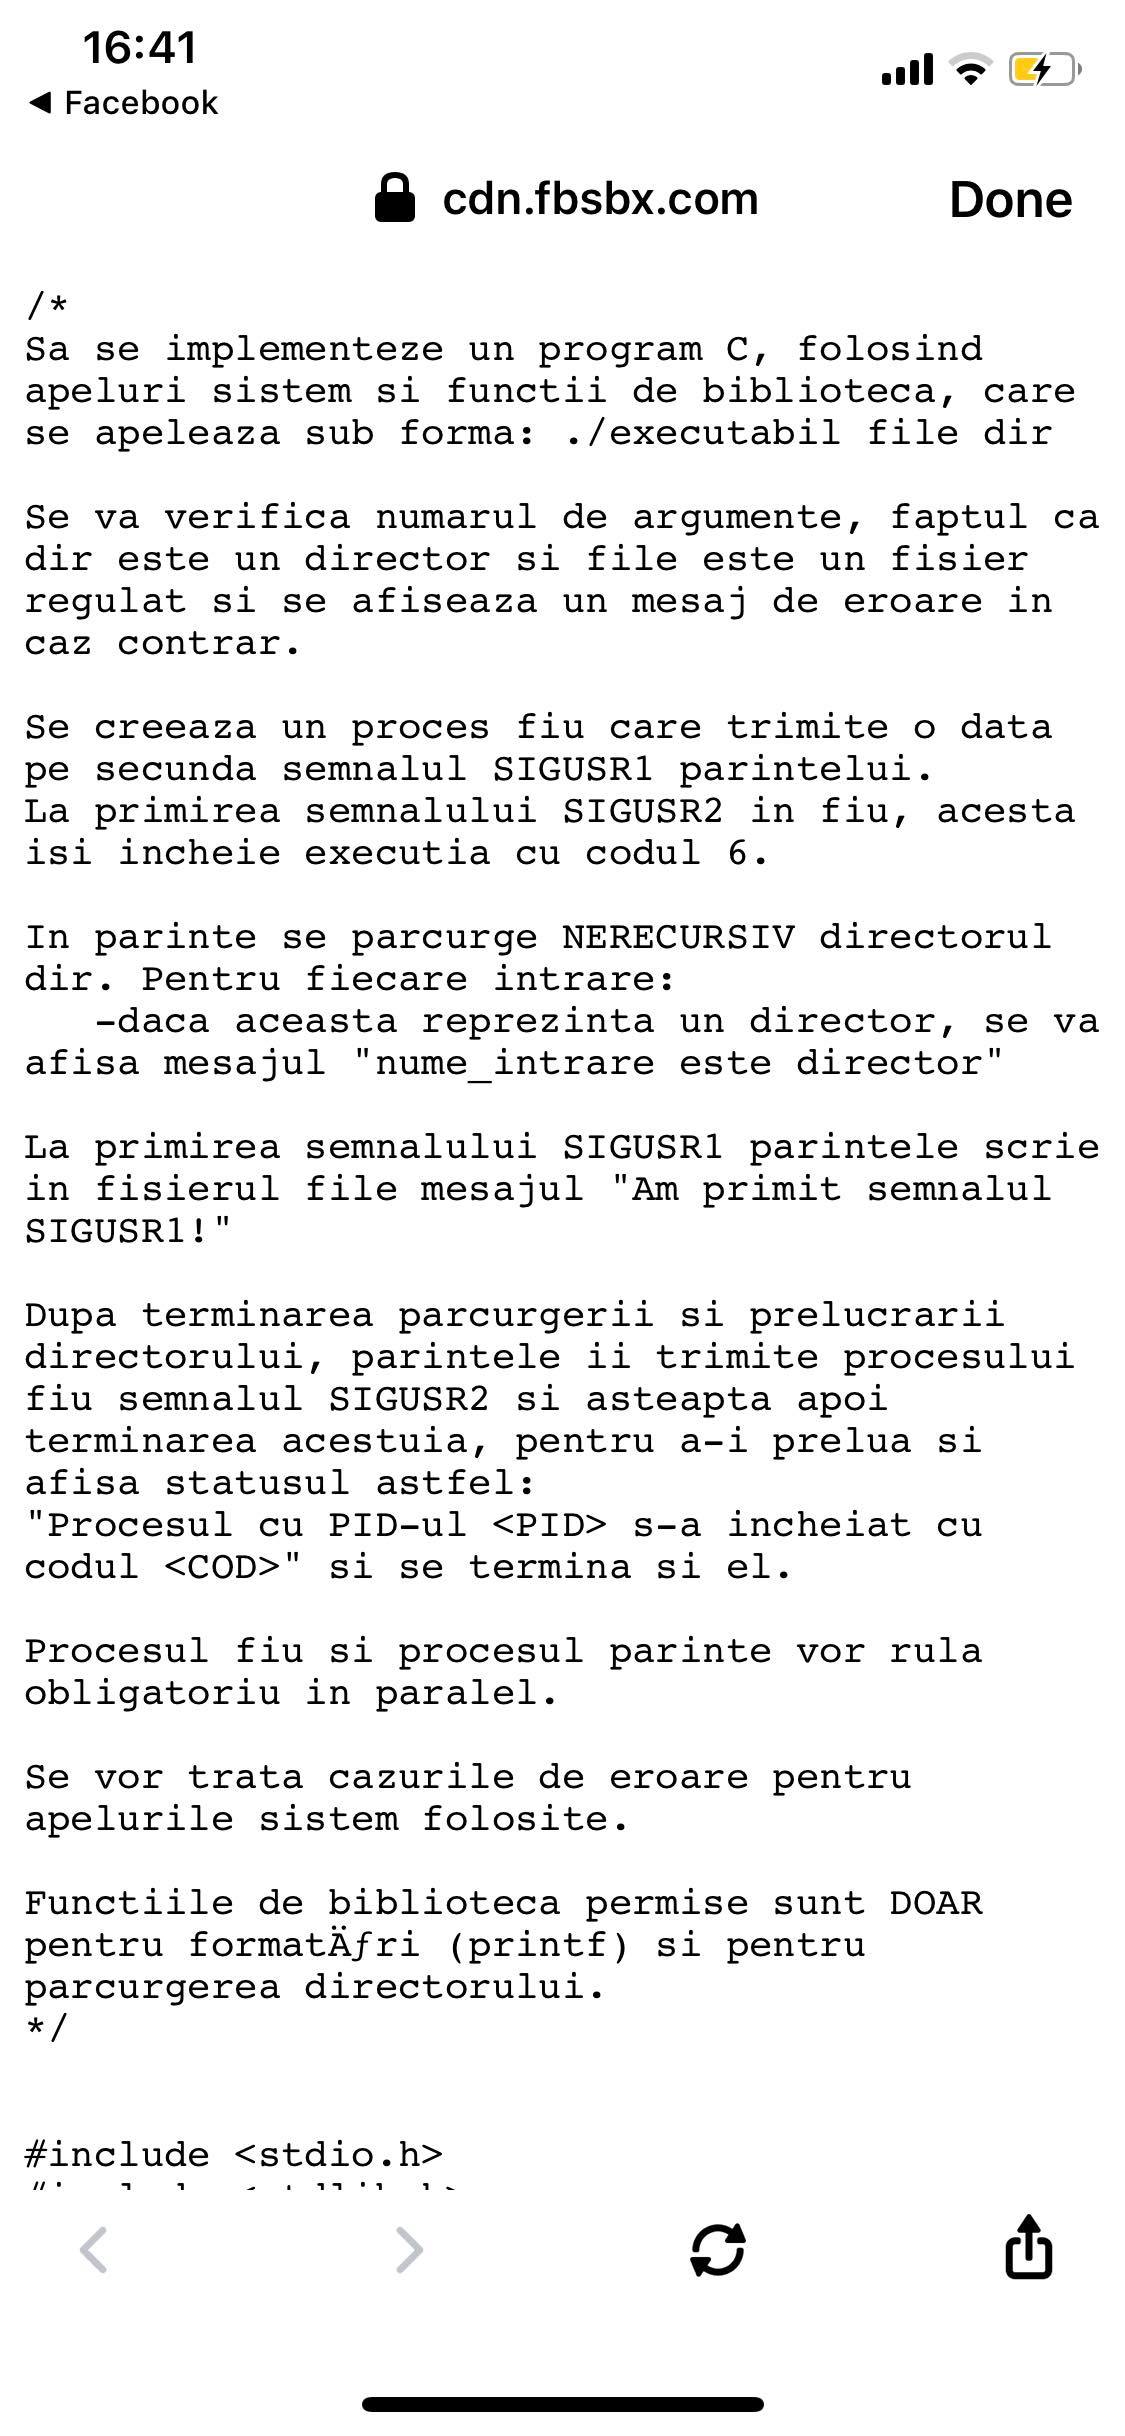 16:41
◀ Facebook
cdn.fbsbx.com
Done
/*
Sa se implementeze un program C, folosind
apeluri sistem si functii de biblioteca, care
se apeleaza sub forma: ./executabil file dir
Se va verifica numarul de argumente, faptul ca
dir este un director si file este un fisier
regulat si se afiseaza un mesaj de eroare in
caz contrar.
Se creeaza un proces fiu care trimite o data
pe secunda semnalul SIGUSR1 parintelui.
La primirea semnalului SIGUSR2 in fiu, acesta
isi incheie executia cu codul 6.
In parinte se parcurge NERECURSIV directorul
dir. Pentru fiecare intrare:
-daca aceasta reprezinta un director, se va
afisa mesajul "nume_intrare este director"
La primirea semnalului SIGUSR1 parintele scrie
in fisierul file mesajul "Am primit semnalul
SIGUSR1!"
Dupa terminarea parcurgerii si prelucrarii
directorului, parintele ii trimite procesului
fiu semnalul SIGUSR2 si asteapta apoi
terminarea acestuia, pentru a-i prelua si
afisa statusul astfel:
"Procesul cu PID-ul <PID> s-a incheiat cu
codul <COD>" si se termina si el.
Procesul fiu si procesul parinte vor rula
obligatoriu in paralel.
Se vor trata cazurile de eroare pentru
apelurile sistem folosite.
Functiile de biblioteca permise sunt DOAR
pentru formatÄƒri (printf) si pentru
parcurgerea directorului.
*/
#include <stdio.h>